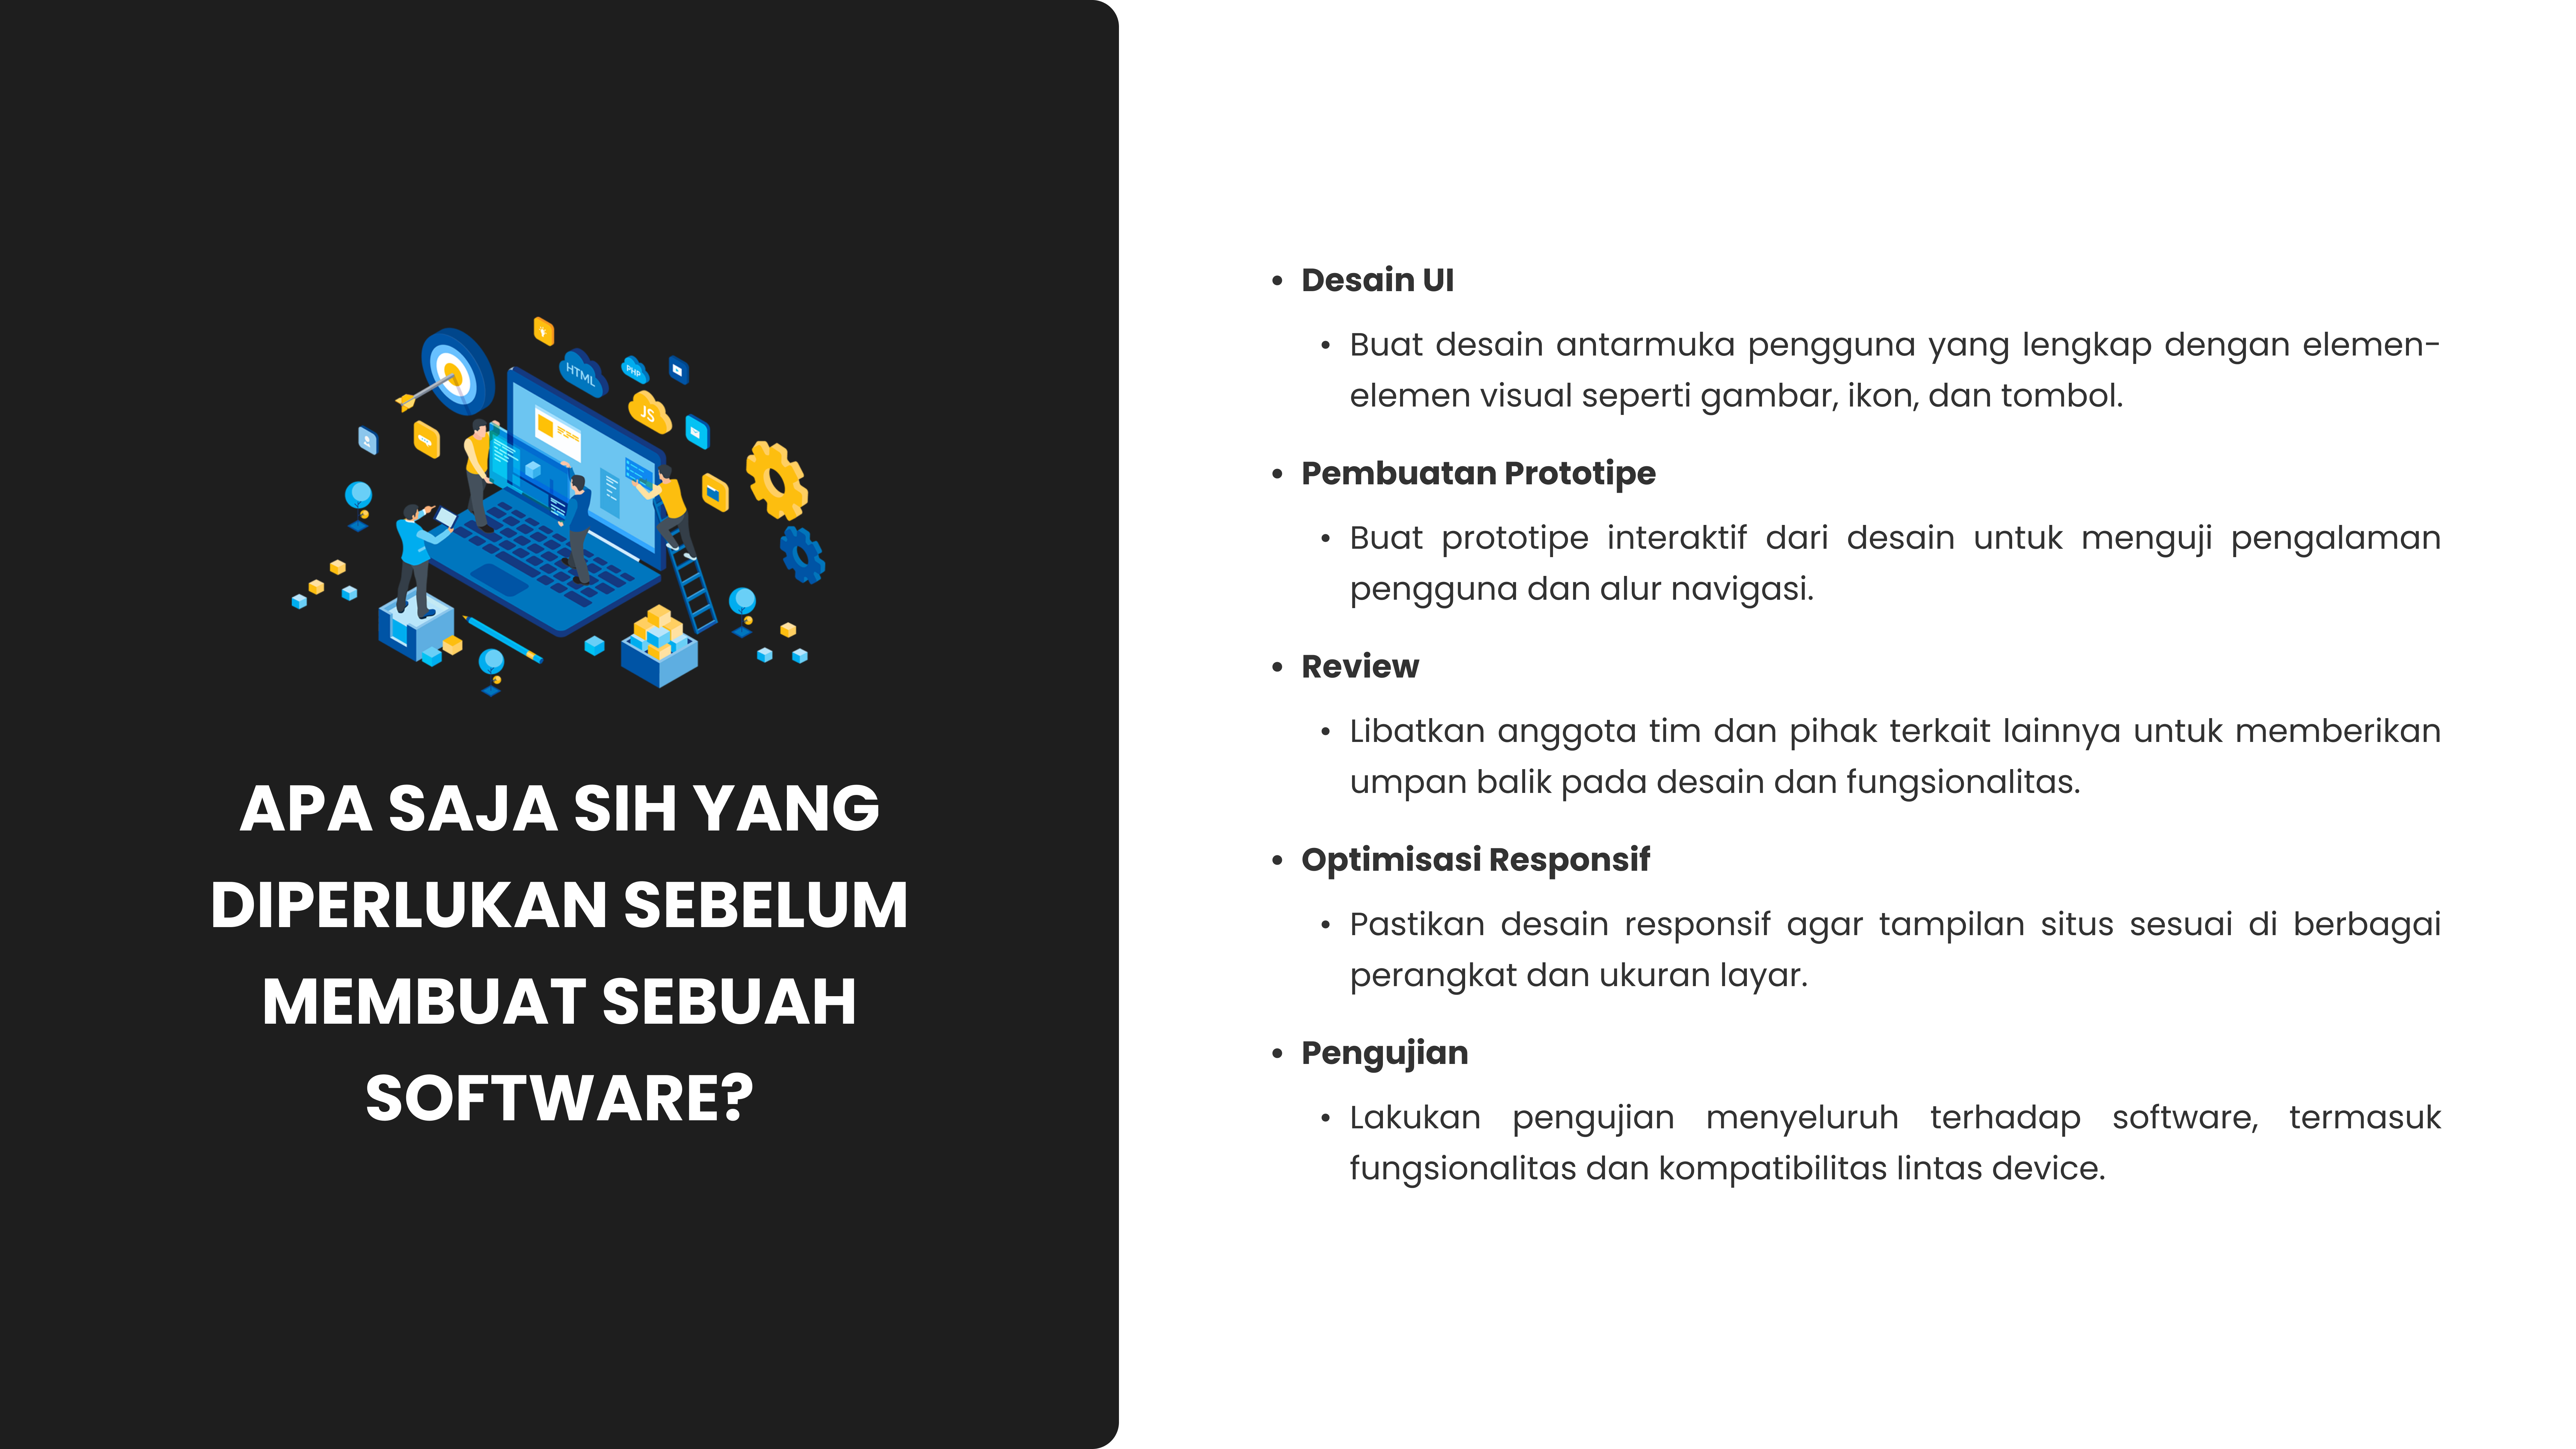 HTML
PHP
JS
APA SAJA SIH YANG
DIPERLUKAN SEBELUM
MEMBUAT SEBUAH
SOFTWARE?
• Desain UI
• Buat desain antarmuka pengguna yang lengkap dengan elemen-
elemen visual seperti gambar, ikon, dan tombol.
• Pembuatan Prototipe
• Buat prototipe interaktif dari desain untuk menguji pengalaman
pengguna dan alur navigasi.
• Review
• Libatkan anggota tim dan pihak terkait lainnya untuk memberikan
umpan balik pada desain dan fungsionalitas.
• Optimisasi Responsif
• Pastikan desain responsif agar tampilan situs sesuai di berbagai
perangkat dan ukuran layar.
• Pengujian
• Lakukan pengujian menyeluruh terhadap software, termasuk
fungsionalitas dan kompatibilitas lintas device.